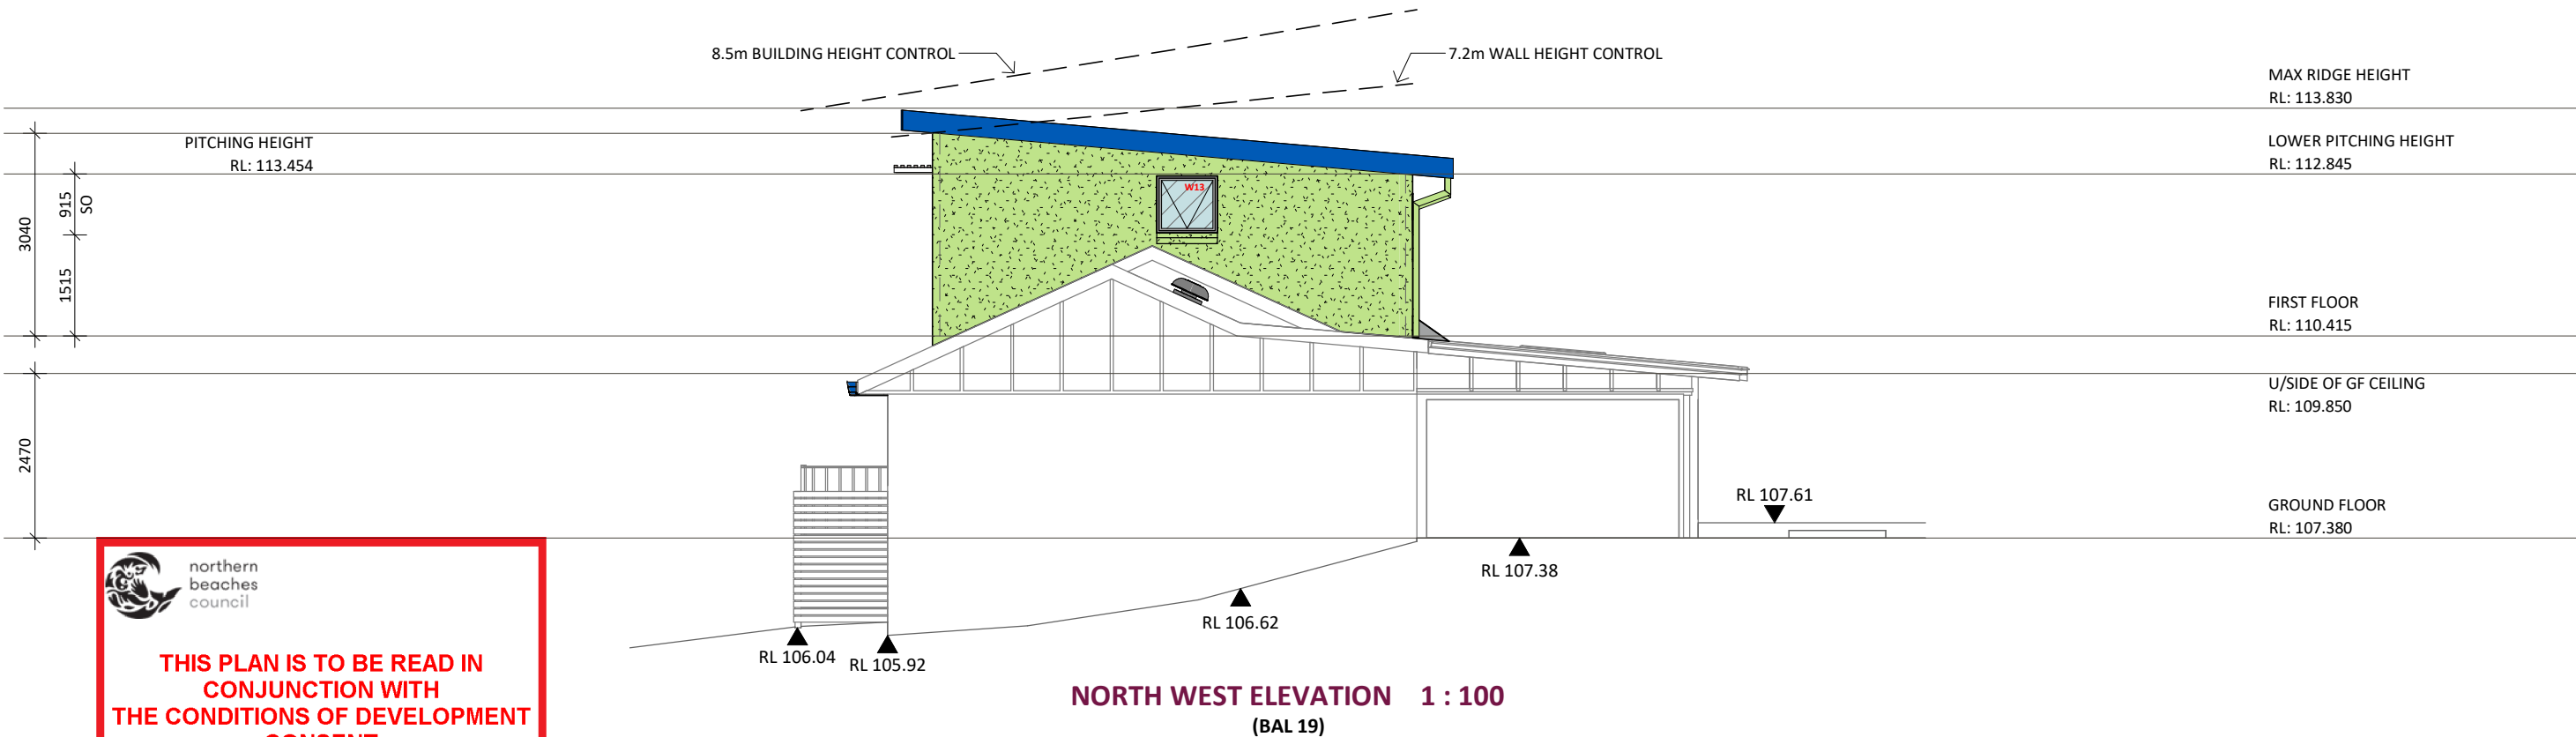 8.5m BUILDING HEIGHT CONTROL
7.2m WALL HEIGHT CONTROL
MAX RIDGE HEIGHT
RL: 113.830
PITCHING HEIGHT
RL: 113.454
LOWER PITCHING HEIGHT
RL: 112.845
W13
3040
915
SO
1515
FIRST FLOOR
RL: 110.415
U/SIDE OF GF CEILING
RL: 109.850
2470
RL 107.61
GROUND FLOOR
RL: 107.380
RL 107.38
RL 106.62
RL 106.04
RL 105.92
northern
beaches
council
THIS PLAN IS TO BE READ IN
CONJUNCTION WITH
THE CONDITIONS OF DEVELOPMENT
CONSENT
NORTH WEST ELEVATION 1 : 100
(BAL 19)